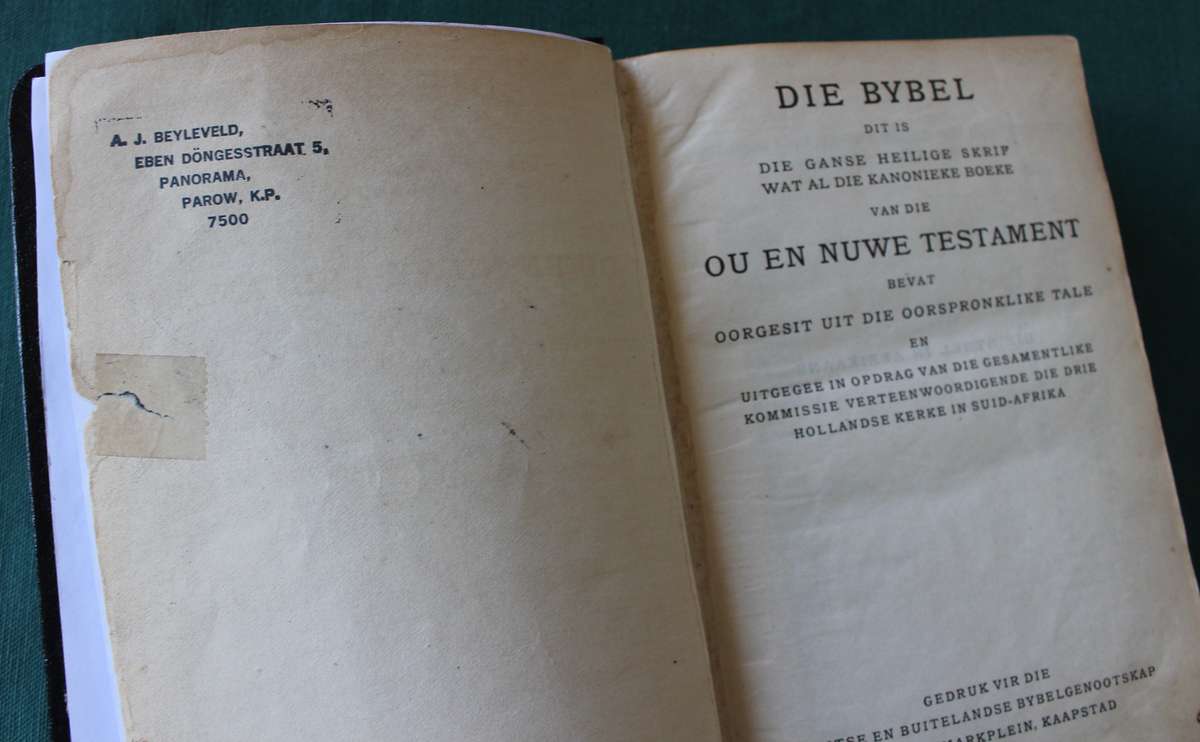 A. J. BEYLEVELD,
EBEN DÖNGESSTRAAT 5,
PANORAMA,
PAROW, K.P.
7500
DIE BYBEL
DIT IS
DIE GANSE HEILIGE SKRIF
WAT AL DIE KANONIEKE BOEKE
VAN DIE
OU EN NUWE TESTAMENT
BEVAT
OORGESIT UIT DIE OORSPRONKLIKE TALE
EN
UITGEGEE IN OPDRAG VAN DIE GESAMENTLIKE
KOMMISSIE VERTEENWOORDIGENDE DIE DRIE
HOLLANDSE KERKE IN SUID-AFRIKA
GEDRUK VIR DIE
EN BUITELANDSE BYBELGENOOTSKAP
KAAPSTAD